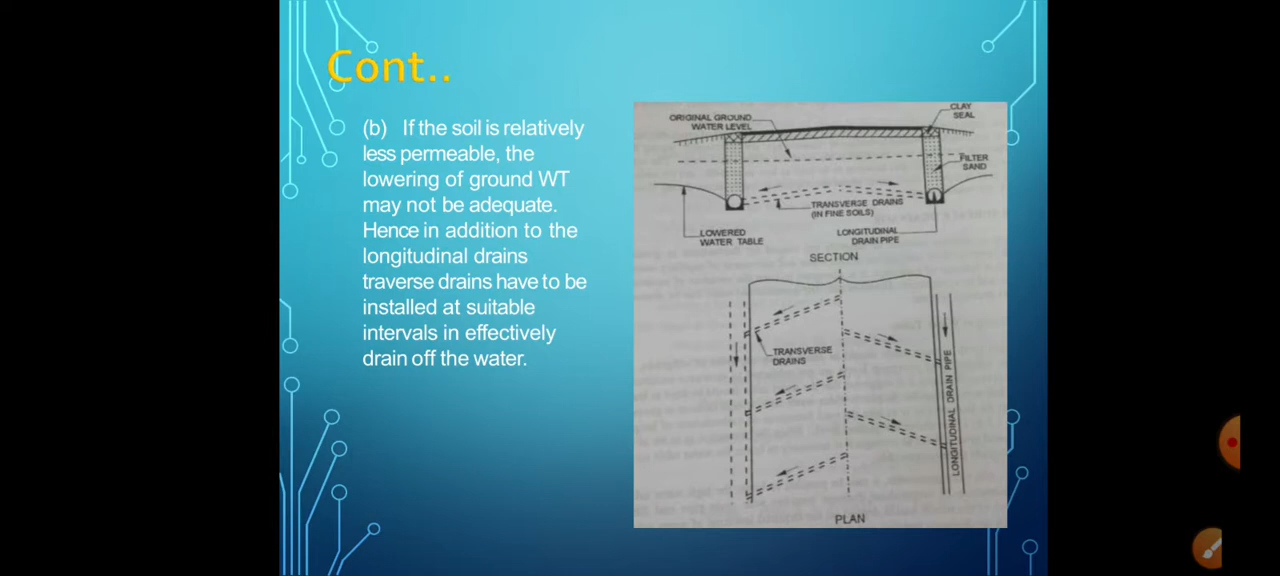 Cont..
(b) If the soil is relatively
less permeable, the
lowering of ground WT
may not be adequate.
Hence in addition to the
longitudinal drains
traverse drains have to be
installed at suitable
intervals in effectively
drain off the water.
ORIGINAL GROUND
WATER LEVEL
CLAY
SEAL
FILTER
SAND
TRANSVERSE DRAINS
(IN FINE SOILS)
LOWERED
WATER TABLE
LONGITUDINAL
DRAIN PIPE
SECTION
TRANSVERSE
DRAINS
LONGITUDINAL DRAIN PIPE
PLAN